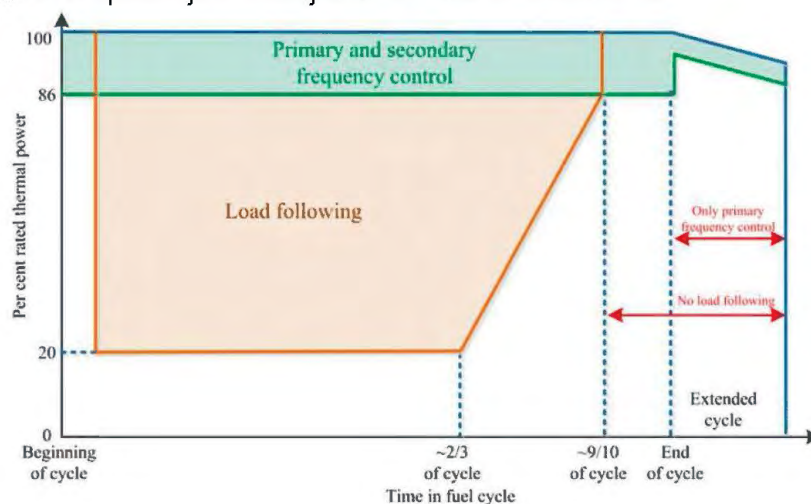 100
Primary and secondary
frequency control
86
Per cent rated thermal power
Load following
Only primary
frequency control
No load following
20
Extended
cycle
0
Beginning
of cycle
~2/3
of cycle
~9/10
of cycle
End
of cycle
Time in fuel cycle